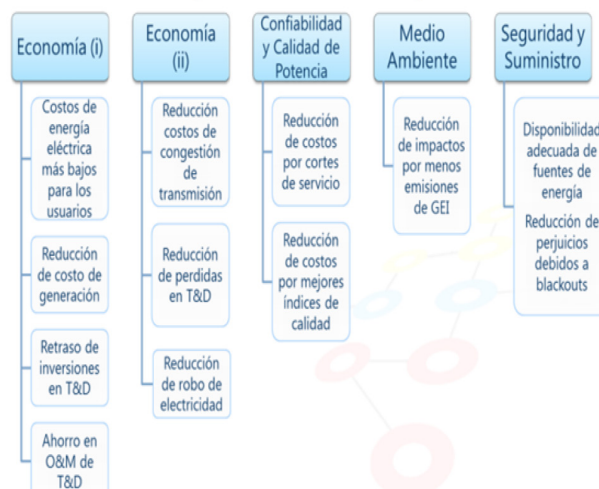 Economía (i)
Costos de
energía
eléctrica
más bajos
para los
usuarios
Reducción
de costo de
generación
Retraso de
inversiones
en T&D
Ahorro en
O&M de
T&D
Economía
(ii)
Reducción
costos de
congestión
de
transmisión
Reducción
de perdidas
en T&D
Reducción
de robo de
electricidad
Confiabilidad
y Calidad de
Potencia
Reducción
de costos
por cortes
de servicio
Reducción
de costos
por mejores
índices de
calidad
Medio
Ambiente
Reducción
de impactos
por menos
emisiones
de GEI
Seguridad y
Suministro
Disponibilidad
adecuada de
fuentes de
energía
Reducción de
perjuicios
debidos a
blackouts